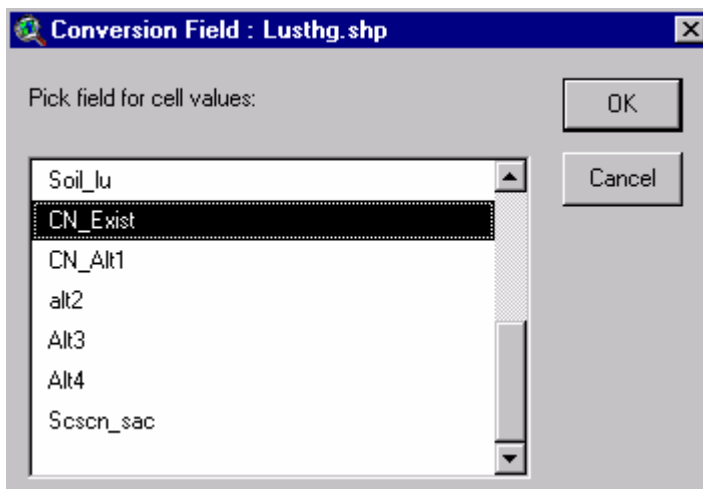 Conversion Field : Lusthg.shp
Pick field for cell values:
OK
Cancel
Soil_lu
CN_Exist
CN_Alt1
alt2
Alt3
Alt4
Scscn_sac